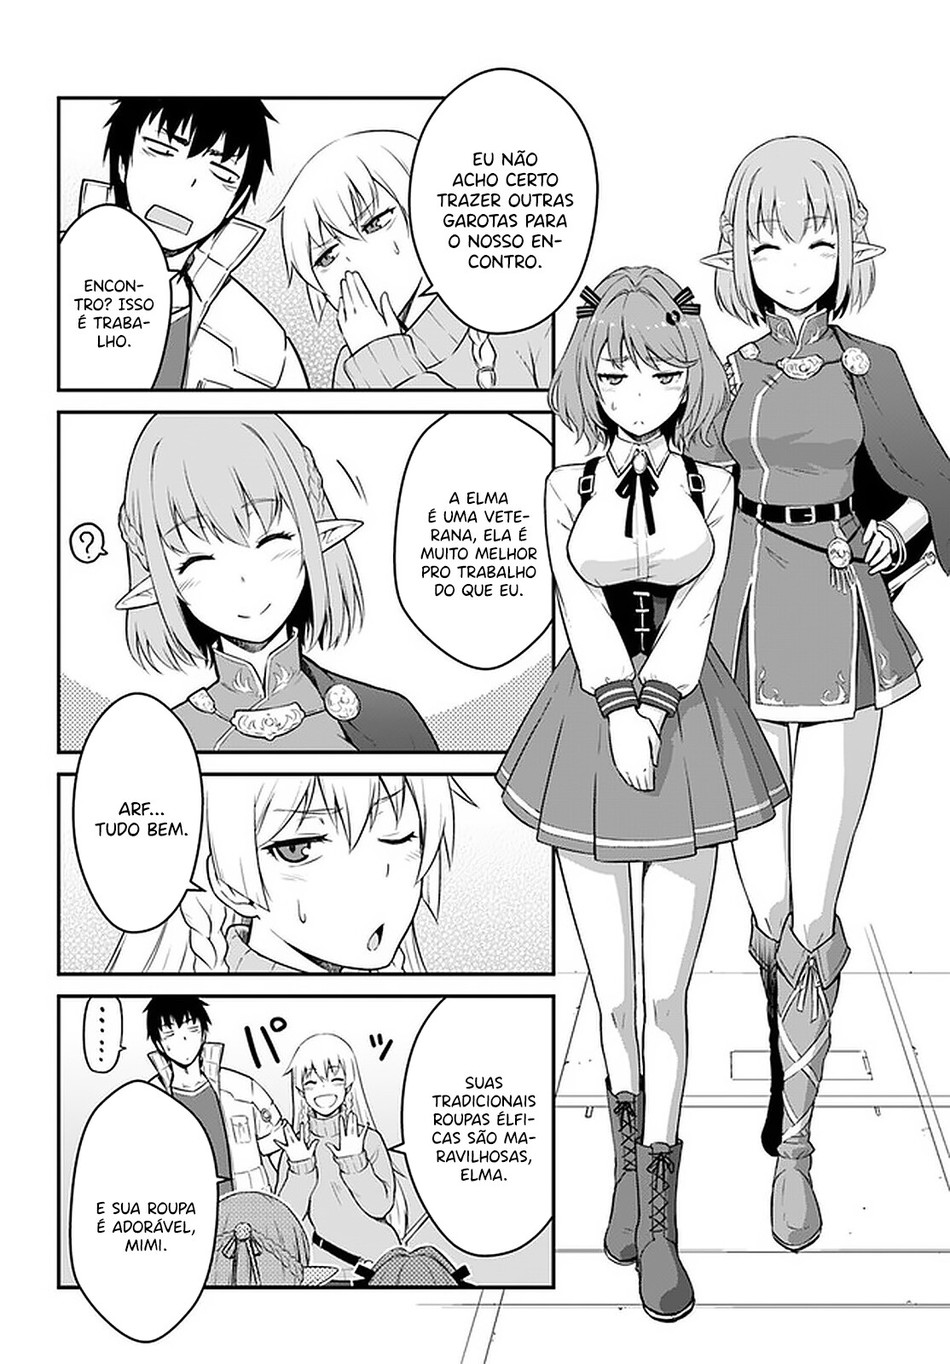 EU NÃO
ACHO CERTO
TRAZER OUTRAS
GAROTAS PARA
O NOSSO EN-
CONTRO.
ENCON-
TRO? ISSO
É TRABA-
LHO.
?
A ELMA
É UMA VETE-
RANA, ELA É
MUITO MELHOR
PRO TRABALHO
DO QUE EU.
ARF...
TUDO BEM.
パッ
SUAS
TRADICIONAIS
ROUPAS ÉLFI-
CAS SÃO MA-
RAVILHOSAS,
ELMA.
E SUA ROUPA
É ADORÁVEL,
MIMI.